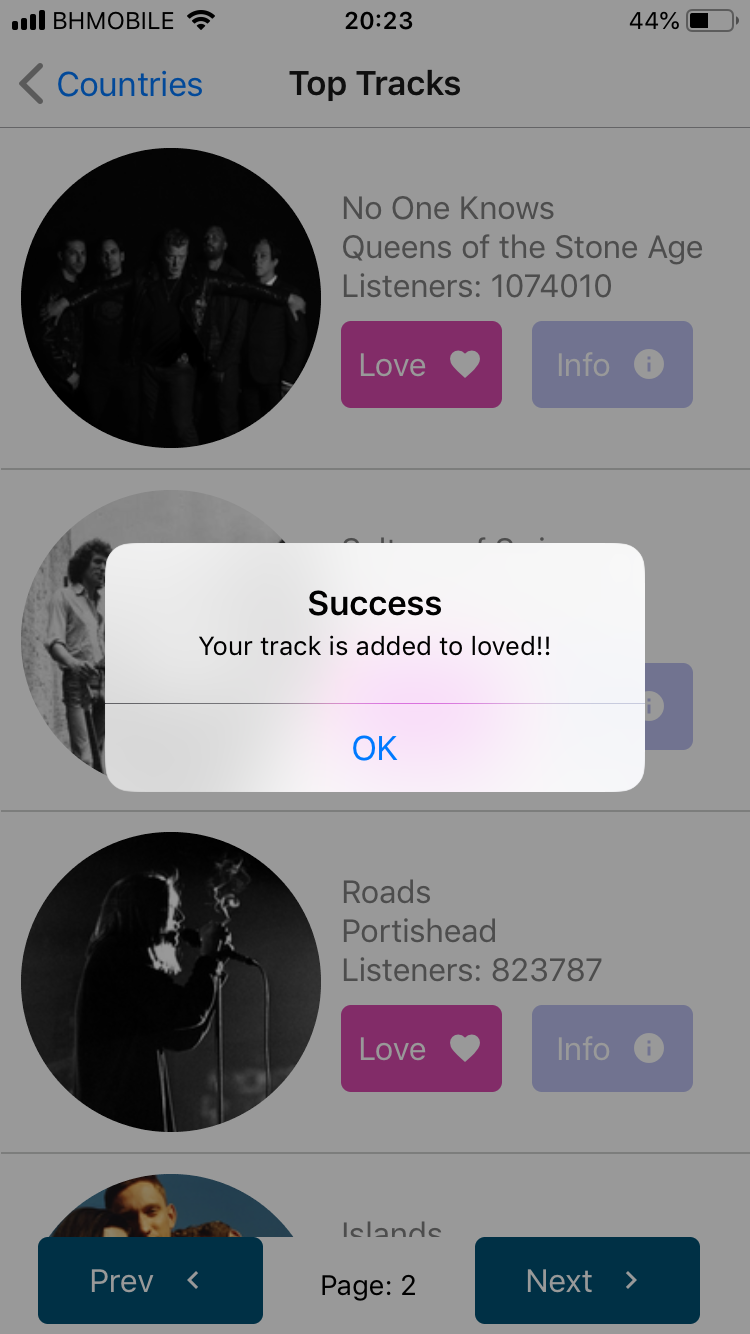 BHMOBILE 20:23 44%
Countries Top Tracks
No One Knows
Queens of the Stone Age
Listeners: 1074010
Love Info
Success
Your track is added to loved!!
OK
Roads
Portishead
Listeners: 823787
Love Info
Islands
Prev Page: 2 Next